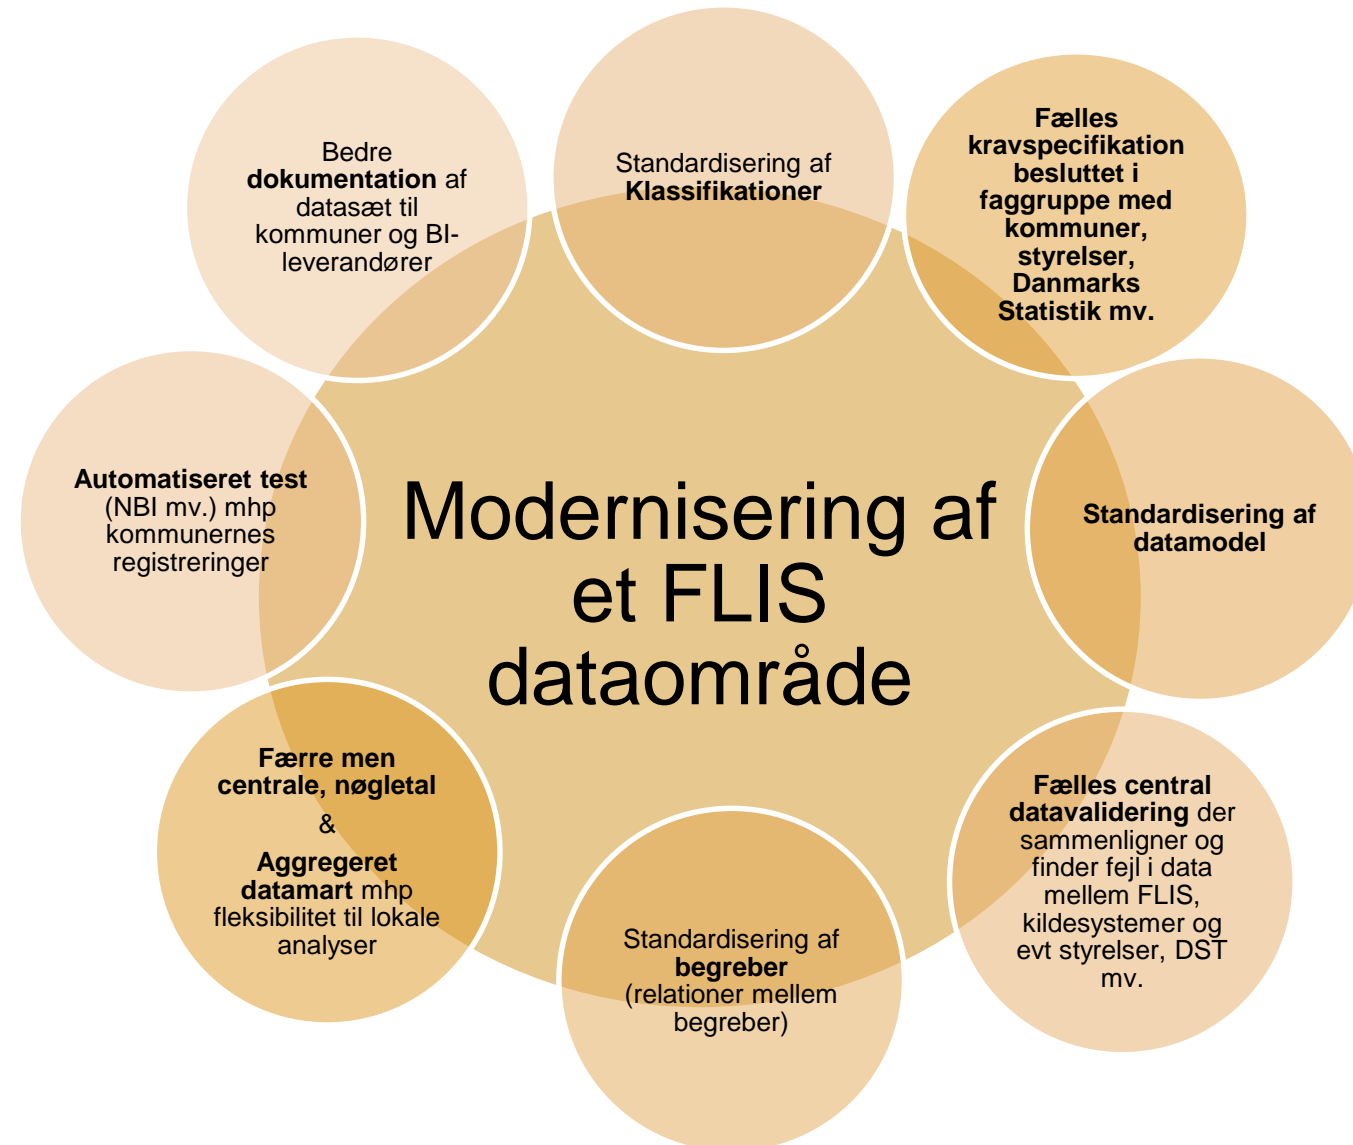 Modernisering af
et FLIS
dataområde
Standardisering af
Klassifikationer
Fælles
kravspecifikation
besluttet i
faggruppe med
kommuner,
styrelser,
Danmarks
Statistik mv.
Standardisering af
datamodel
Fælles central
datavalidering der
sammenligner og
finder fejl i data
mellem FLIS,
kildesystemer og
evt styrelser, DST
mv.
Standardisering af
begreber
(relationer mellem
begreber)
Færre men
centrale, nøgletal
&
Aggregeret
datamart mhp
fleksibilitet til lokale
analyser
Automatiseret test
(NBI mv.) mhp
kommunernes
registreringer
Bedre
dokumentation af
datasæt til
kommuner og BI-
leverandører